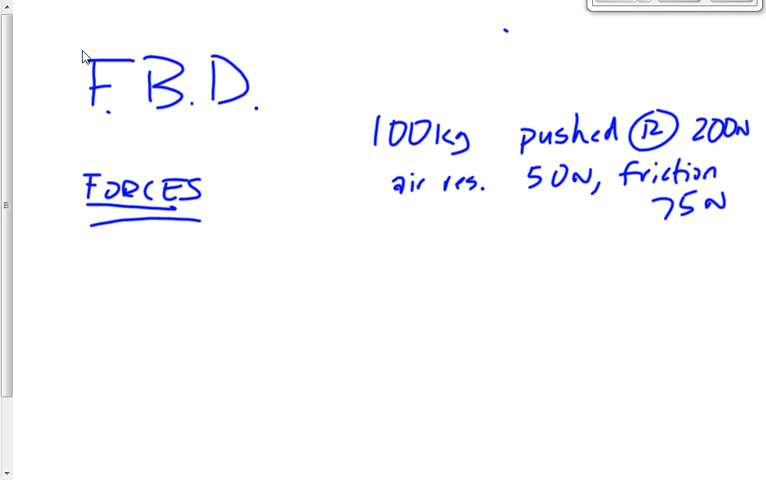 F.B.D.
100kg pushed R 200N
air res. 50N, friction
75N
FORCES